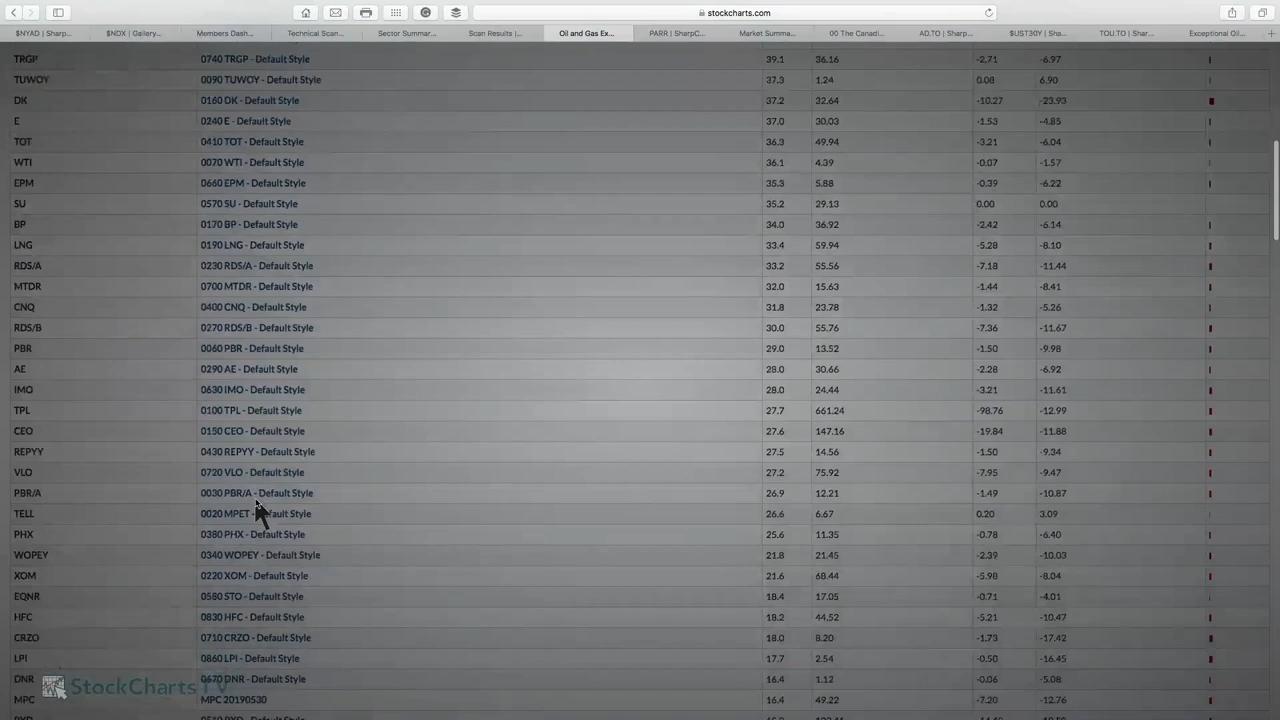 stockcharts.com
$NYAD | Sharp... $NDX | Gallery... Members Dash... Technical Scan... Sector Summar... Scan Results |... Oil and Gas Ex... PARR | SharpC... Market Summa... 00 The Canadi... AD.TO | Sharp... $UST30Y | Sha... TOU.TO | Shar... Exceptional Oil...
TRGP 0740 TRGP - Default Style 39.1 36.16 -2.71 -6.97
TUWOY 0090 TUWOY - Default Style 37.3 1.24 0.08 6.90
DK 0160 DK - Default Style 37.2 32.64 -10.27 -23.93
E 0240 E - Default Style 37.0 30.03 -1.53 -4.85
TOT 0410 TOT - Default Style 36.3 49.94 -3.21 -6.04
WTI 0070 WTI - Default Style 36.1 4.39 -0.07 -1.57
EPM 0660 EPM - Default Style 35.3 5.88 -0.39 -6.22
SU 0570 SU - Default Style 35.2 29.13 0.00 0.00
BP 0170 BP - Default Style 34.0 36.92 -2.42 -6.14
LNG 0190 LNG - Default Style 33.4 59.94 -5.28 -8.10
RDS/A 0230 RDS/A - Default Style 33.2 55.56 -7.18 -11.44
MTDR 0700 MTDR - Default Style 32.0 15.63 -1.44 -8.41
CNQ 0400 CNQ - Default Style 31.8 23.78 -1.32 -5.26
RDS/B 0270 RDS/B - Default Style 30.0 55.76 -7.36 -11.67
PBR 0060 PBR - Default Style 29.0 13.52 -1.50 -9.98
AE 0290 AE - Default Style 28.0 30.66 -2.28 -6.92
IMO 0630 IMO - Default Style 28.0 24.44 -3.21 -11.61
TPL 0100 TPL - Default Style 27.7 661.24 -98.76 -12.99
CEO 0150 CEO - Default Style 27.6 147.16 -19.84 -11.88
REPYY 0430 REPYY - Default Style 27.5 14.56 -1.50 -9.34
VLO 0720 VLO - Default Style 27.2 75.92 -7.95 -9.47
PBR/A 0030 PBR/A - Default Style 26.9 12.21 -1.49 -10.87
TELL 0020 MPET - Default Style 26.6 6.67 0.20 3.09
PHX 0380 PHX - Default Style 25.6 11.35 -0.78 -6.40
WOPEY 0340 WOPEY - Default Style 21.8 21.45 -2.39 -10.03
XOM 0220 XOM - Default Style 21.6 68.44 -5.98 -8.04
EQNR 0580 STO - Default Style 18.4 17.05 -0.71 -4.01
HFC 0830 HFC - Default Style 18.2 44.52 -5.21 -10.47
CRZO 0710 CRZO - Default Style 18.0 8.20 -1.73 -17.42
LPI 0860 LPI - Default Style 17.7 2.54 -0.50 -16.45
DNR 0670 DNR - Default Style 16.4 1.12 -0.06 -5.08
StockCharts TV
MPC MPC 20190530 16.4 49.22 -7.20 -12.76